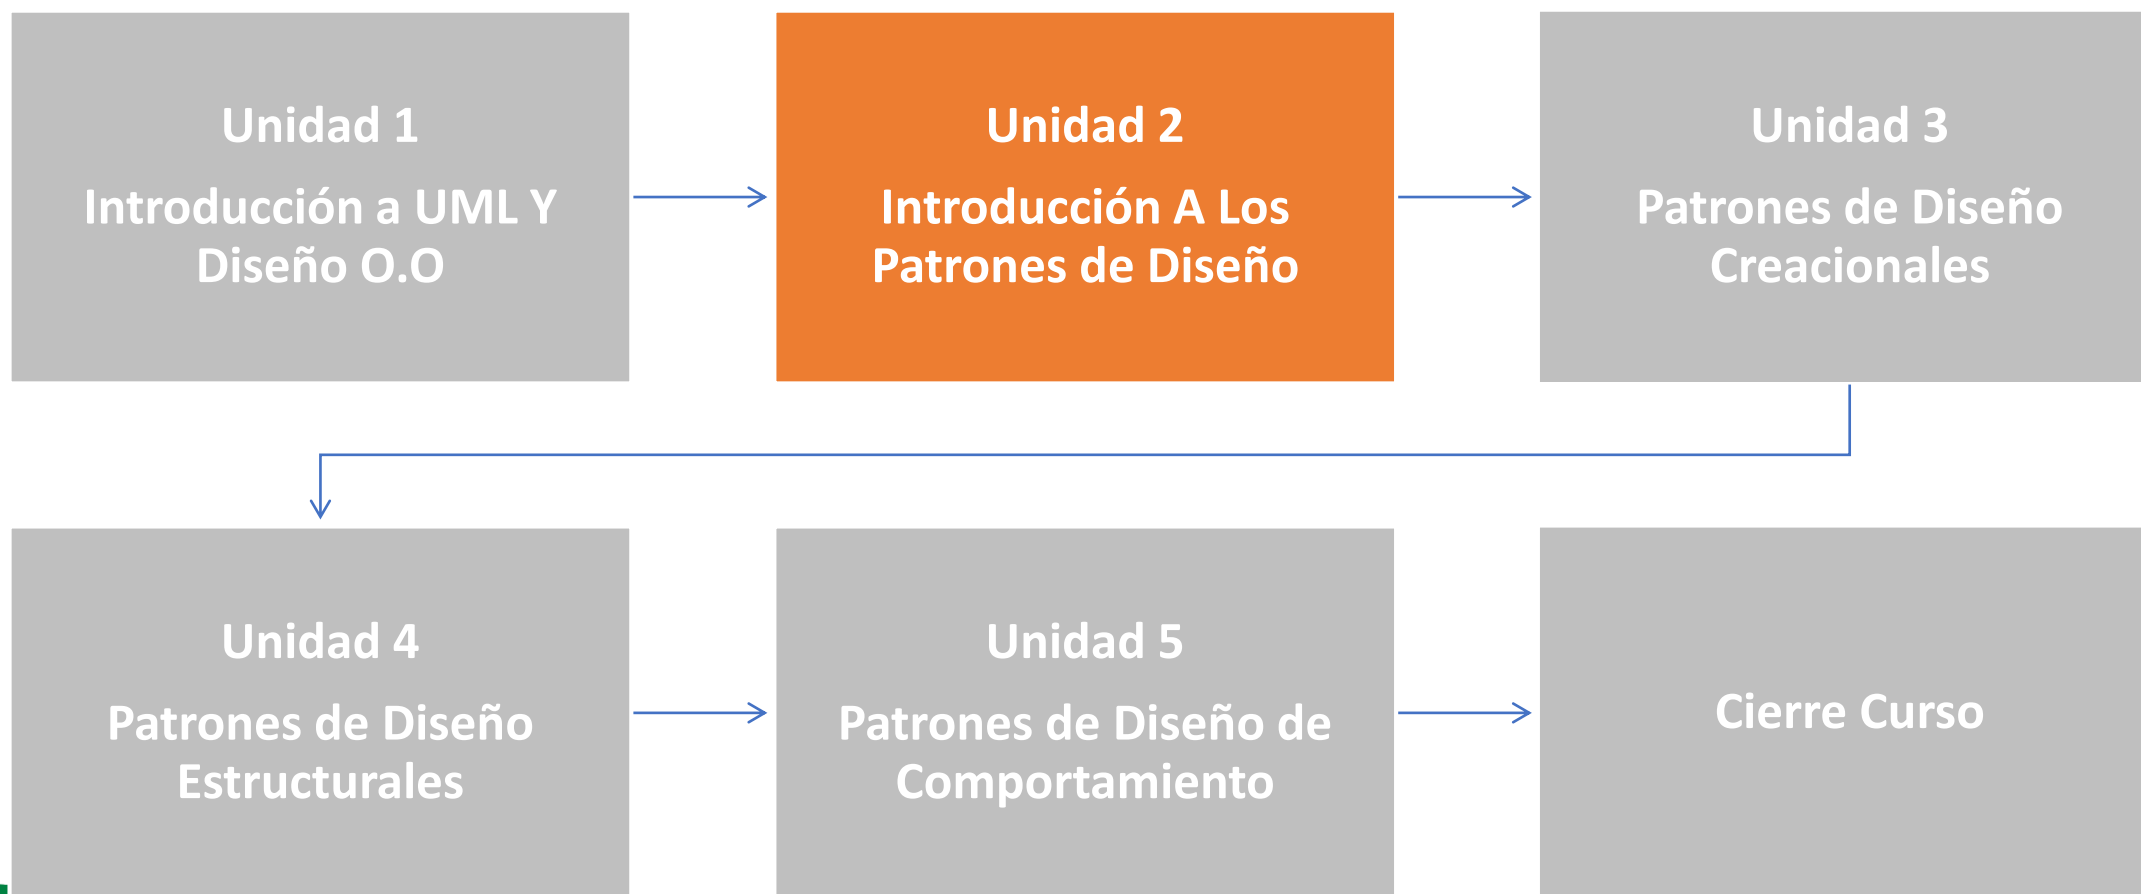 Unidad 1
Introducción a UML Y
Diseño O.O
Unidad 2
Introducción A Los
Patrones de Diseño
Unidad 3
Patrones de Diseño
Creacionales
Unidad 4
Patrones de Diseño
Estructurales
Unidad 5
Patrones de Diseño de
Comportamiento
Cierre Curso